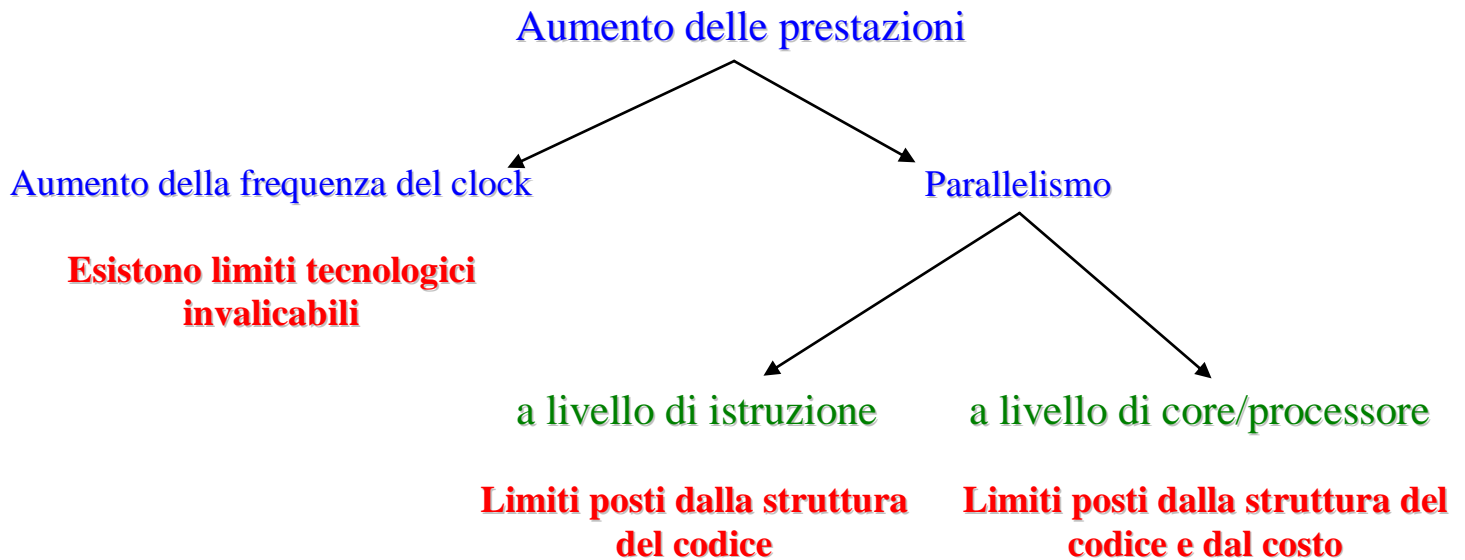 Aumento delle prestazioni
Aumento della frequenza del clock
Parallelismo
Esistono limiti tecnologici
invalicabili
a livello di istruzione
a livello di core/processore
Limiti posti dalla struttura
del codice
Limiti posti dalla struttura del
codice e dal costo